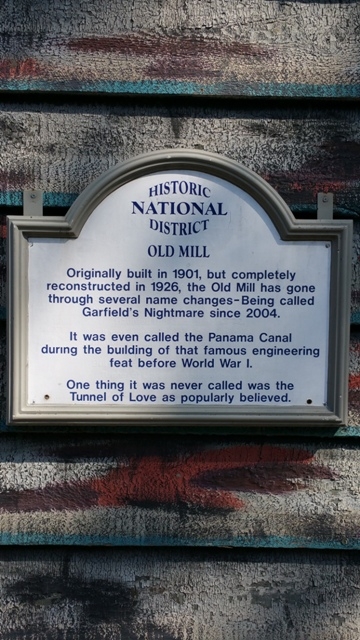 HISTORIC
NATIONAL
DISTRICT
OLD MILL
Originally built in 1901, but completely
reconstructed in 1926, the Old Mill has gone
through several name changes-Being called
Garfield's Nightmare since 2004.
It was even called the Panama Canal
during the building of that famous engineering
feat before World War I.
One thing it was never called was the
Tunnel of Love as popularly believed.